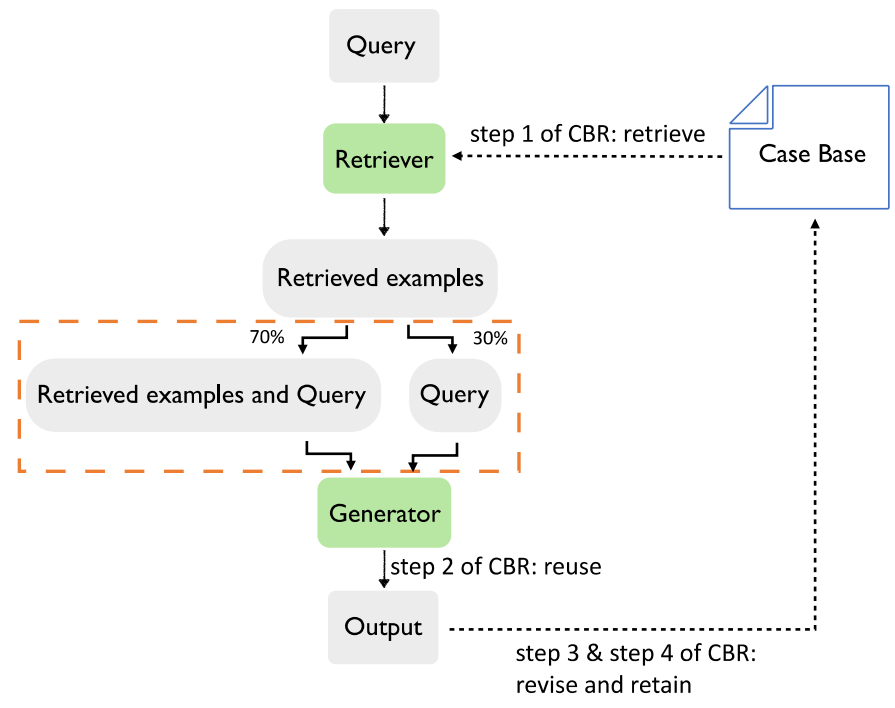 Query
step 1 of CBR: retrieve
Retriever
Case Base
Retrieved examples
70%
30%
Retrieved examples and Query
Query
Generator
step 2 of CBR: reuse
Output
step 3 & step 4 of CBR:
revise and retain